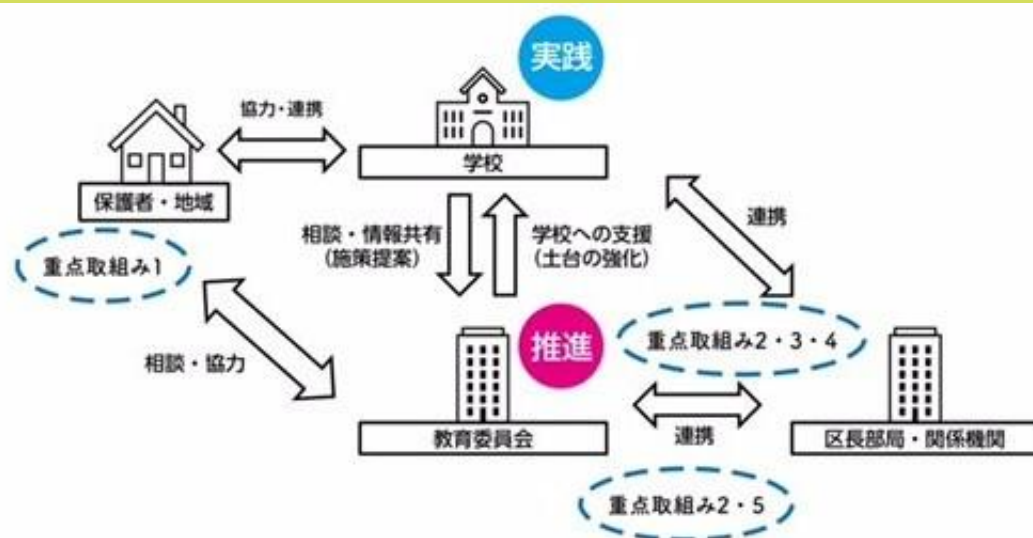 実践
協力・連携
学校
保護者・地域
重点取組み1
相談・情報共有
(施策提案)
学校への支援
(土台の強化)
連携
相談・協力
推進
重点取組み2・3・4
教育委員会
連携
区長部局・関係機関
重点取組み2・5